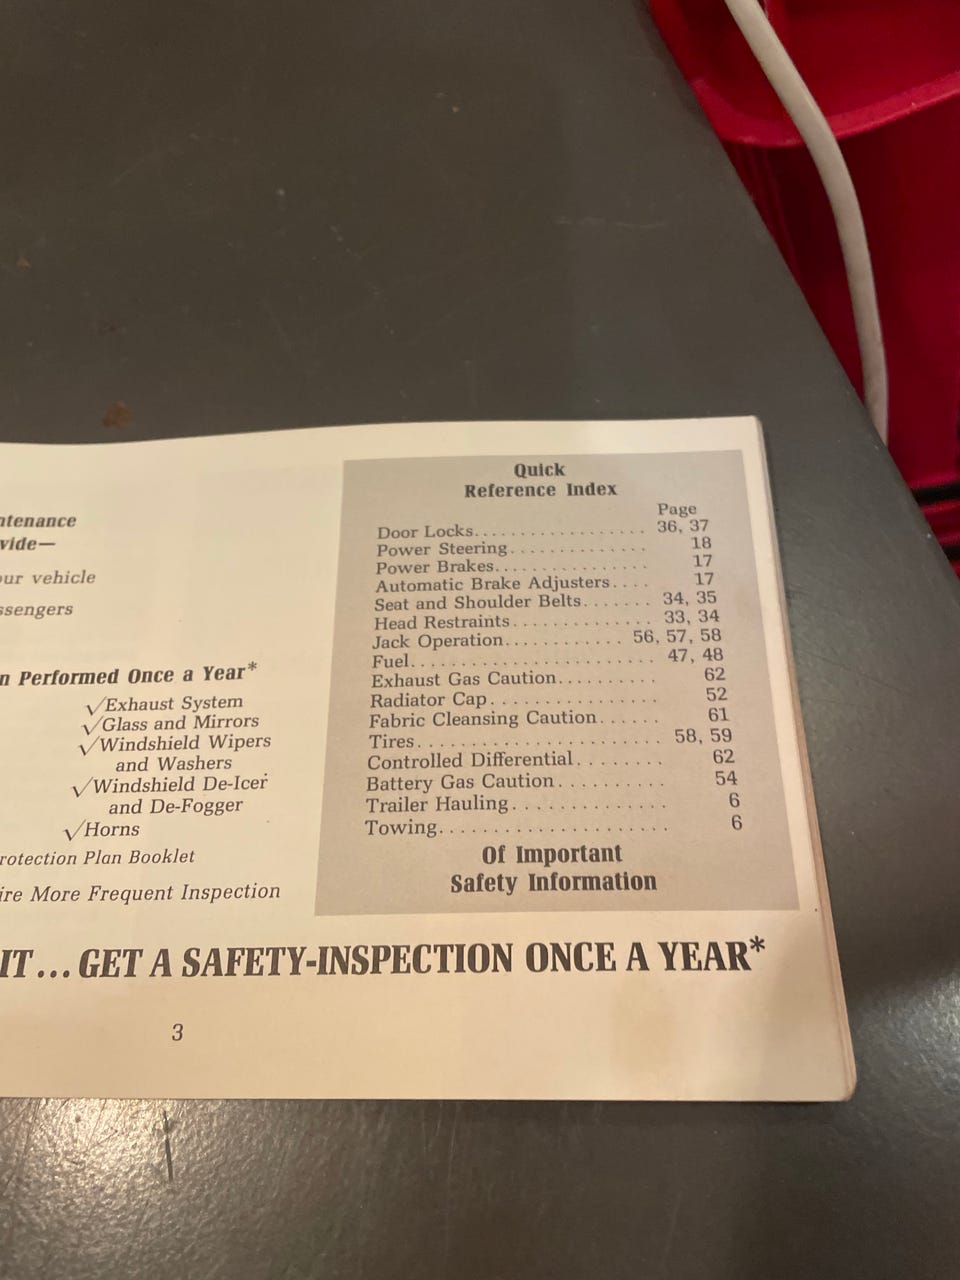 ntenance
vide—
our vehicle
ssengers
n Performed Once a Year*
√Exhaust System
√Glass and Mirrors
√Windshield Wipers
and Washers
√Windshield De-Icer
and De-Fogger
√Horns
rotection Plan Booklet
ire More Frequent Inspection
Quick
Reference Index
Page
Door Locks.................. 36, 37
Power Steering.............. 18
Power Brakes................ 17
Automatic Brake Adjusters.... 17
Seat and Shoulder Belts....... 34, 35
Head Restraints.............. 33, 34
Jack Operation............ 56, 57, 58
Fuel......................... 47, 48
Exhaust Gas Caution.......... 62
Radiator Cap................. 52
Fabric Cleansing Caution...... 61
Tires........................ 58, 59
Controlled Differential........ 62
Battery Gas Caution.......... 54
Trailer Hauling.............. 6
Towing...................... 6
Of Important
Safety Information
IT...GET A SAFETY-INSPECTION ONCE A YEAR*
3